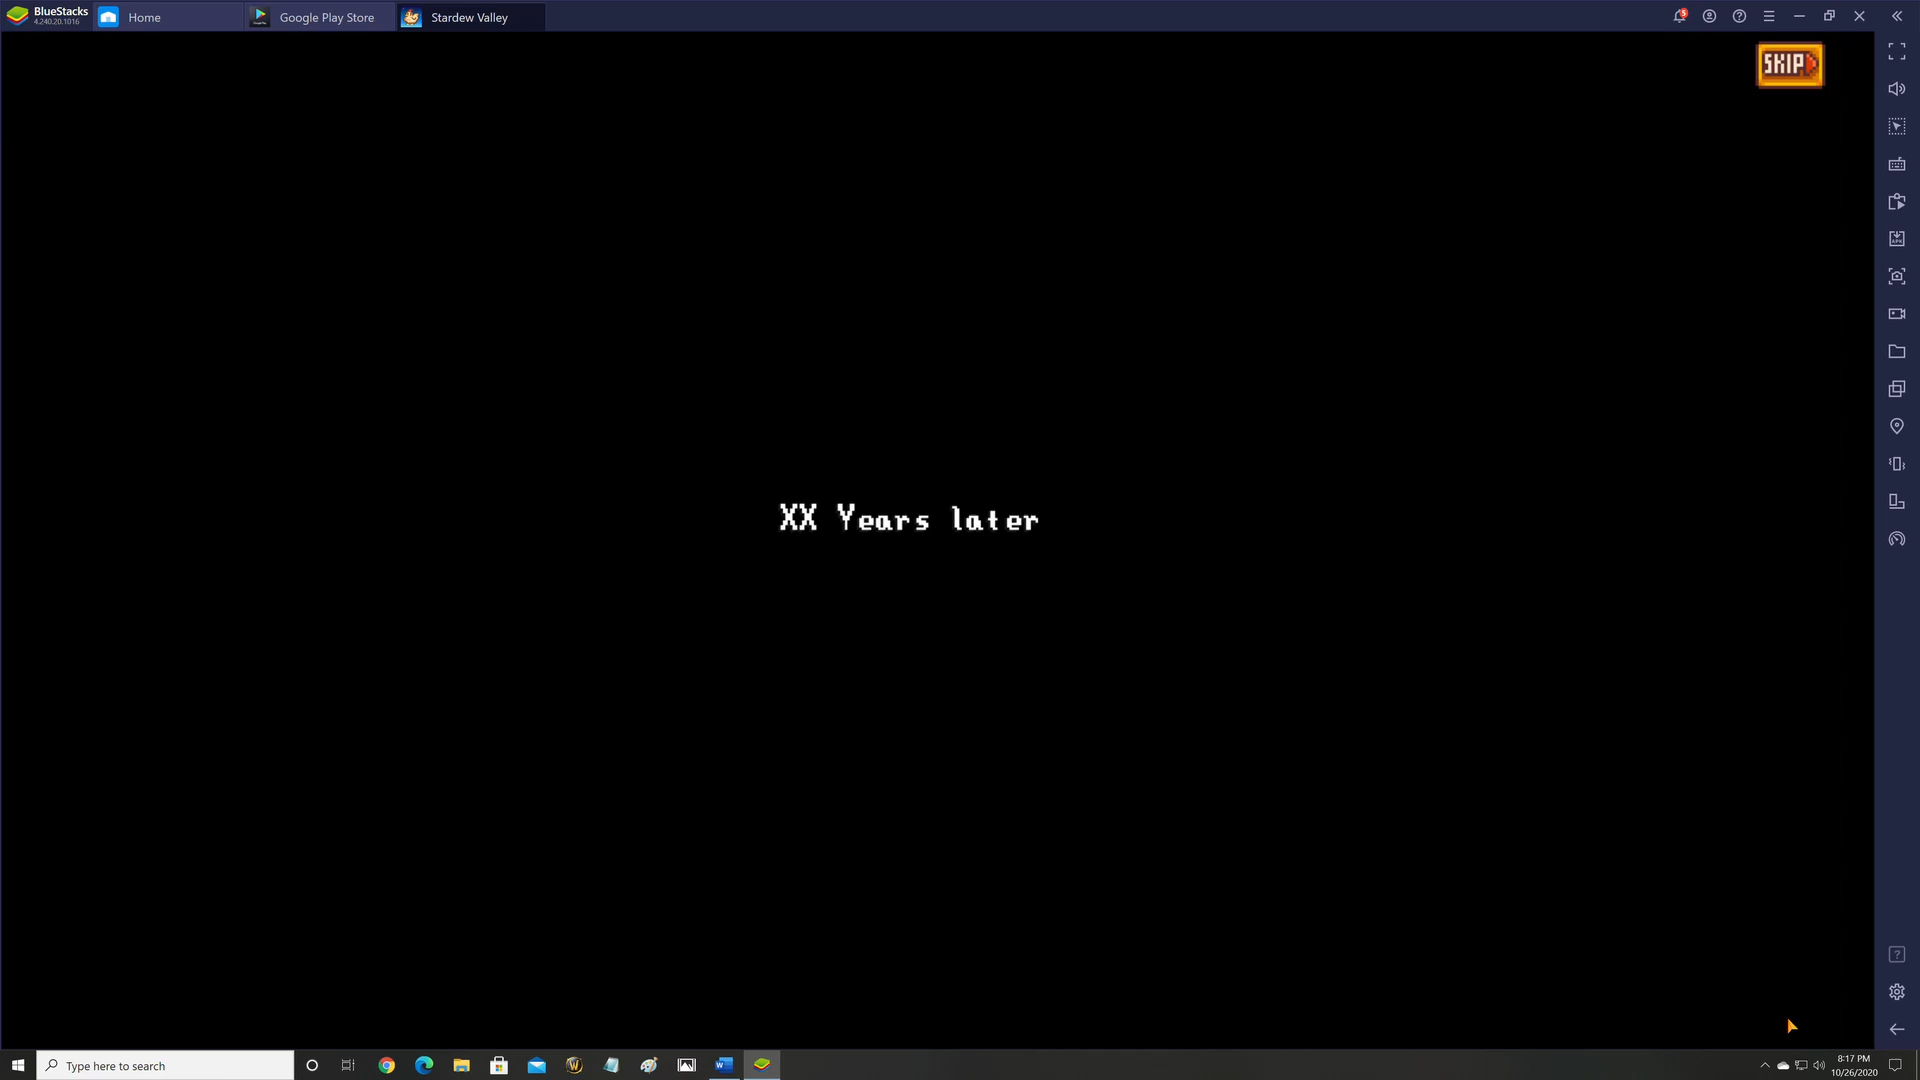 BlueStacks
4.240.20.1016
Home
Google Play Store
Stardew Valley
5
SKIP
XX Years later
Type here to search
8:17 PM
10/26/2020